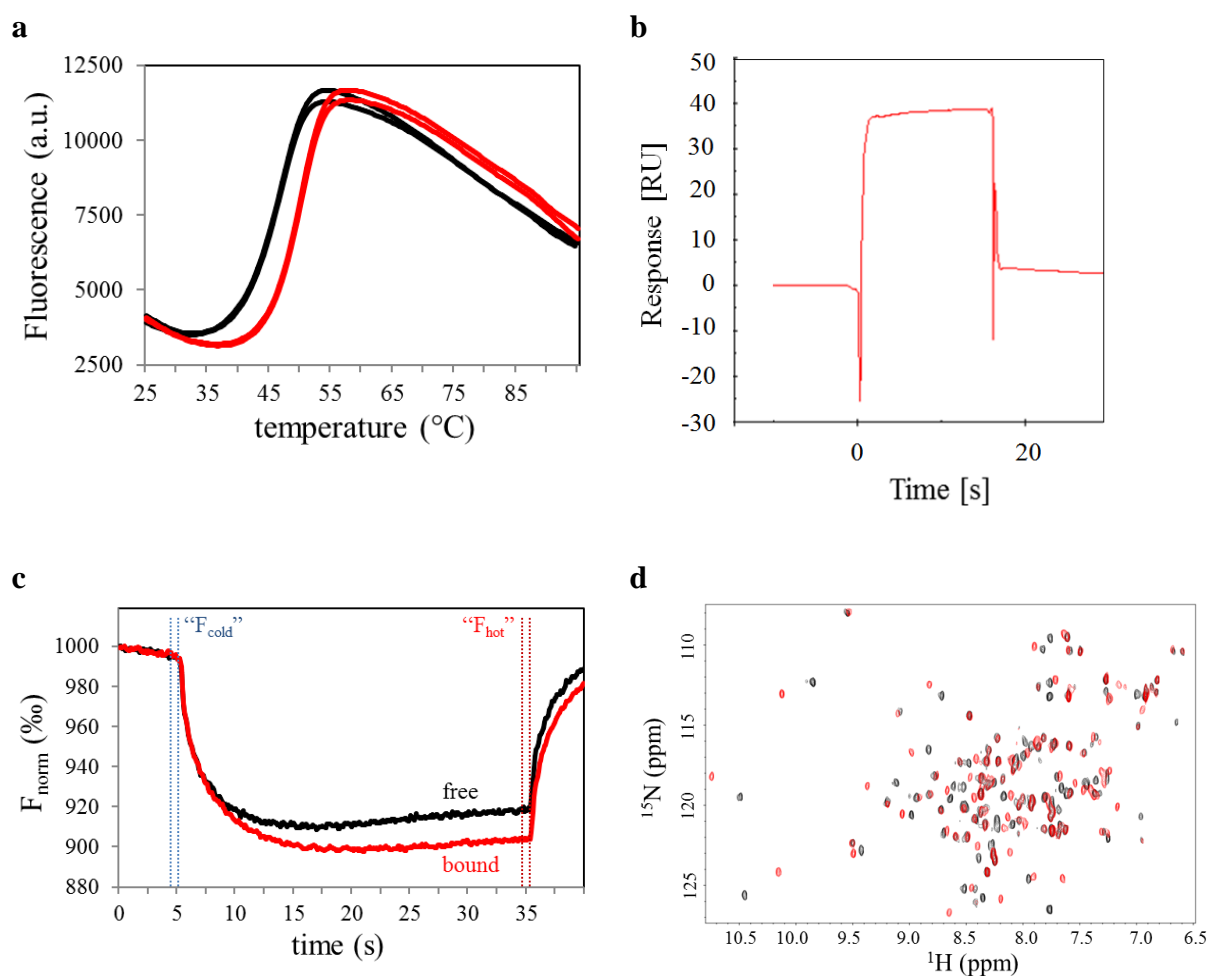 a
12500
10000
7500
5000
2500
Fluorescence (a.u.)
25 35 45 55 65 75 85
temperature (°C)
b
50
40
30
20
10
0
-10
-20
-30
Response [RU]
0 20
Time [s]
c
1000
980
960
940
920
900
880
F_norm (‰)
“F_cold”
“F_hot”
free
bound
0 5 10 15 20 25 30 35
time (s)
d
110
115
120
125
¹⁵N (ppm)
10.5 10.0 9.5 9.0 8.5 8.0 7.5 7.0 6.5
¹H (ppm)